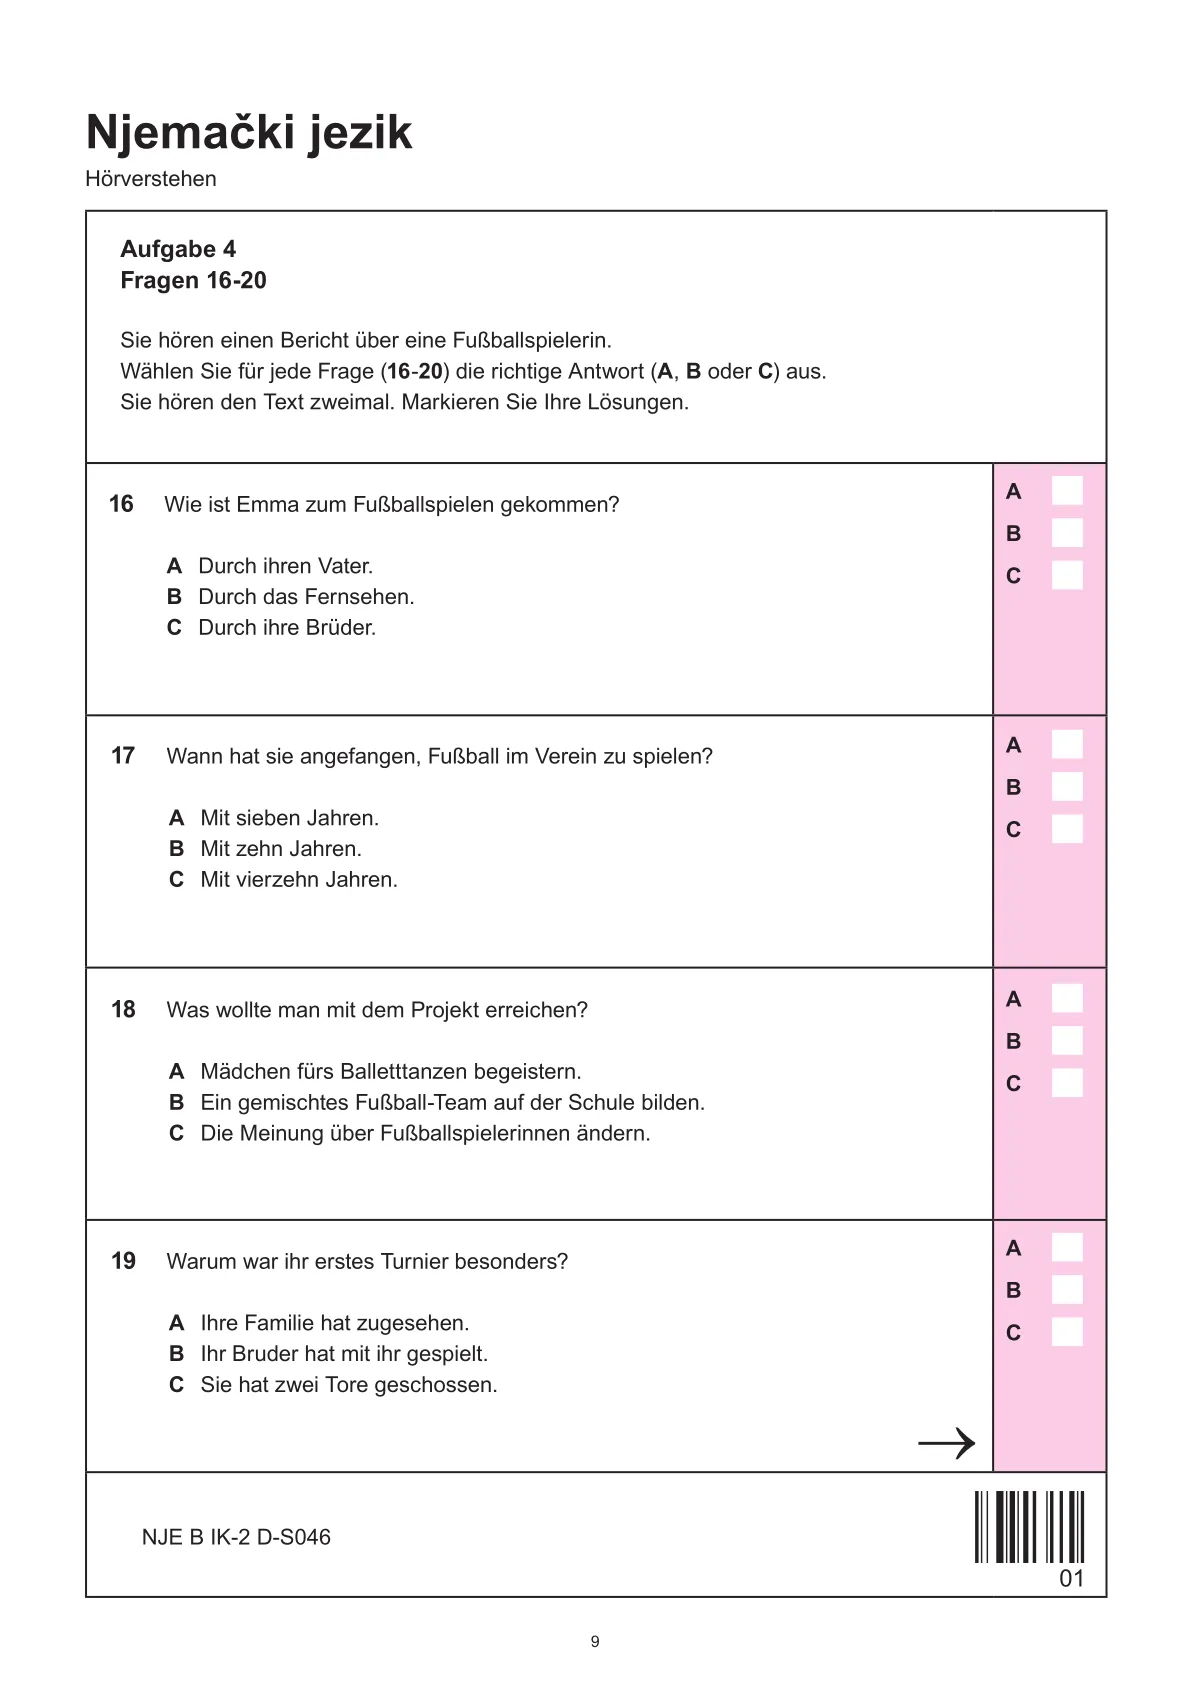 Njemački jezik
Hörverstehen
Aufgabe 4
Fragen 16-20
Sie hören einen Bericht über eine Fußballspielerin.
Wählen Sie für jede Frage (16-20) die richtige Antwort (A, B oder C) aus.
Sie hören den Text zweimal. Markieren Sie Ihre Lösungen.
16 Wie ist Emma zum Fußballspielen gekommen?
A Durch ihren Vater.
B Durch das Fernsehen.
C Durch ihre Brüder.
A
B
C
17 Wann hat sie angefangen, Fußball im Verein zu spielen?
A Mit sieben Jahren.
B Mit zehn Jahren.
C Mit vierzehn Jahren.
A
B
C
18 Was wollte man mit dem Projekt erreichen?
A Mädchen fürs Balletttanzen begeistern.
B Ein gemischtes Fußball-Team auf der Schule bilden.
C Die Meinung über Fußballspielerinnen ändern.
A
B
C
19 Warum war ihr erstes Turnier besonders?
A Ihre Familie hat zugesehen.
B Ihr Bruder hat mit ihr gespielt.
C Sie hat zwei Tore geschossen.
A
B
C
NJE B IK-2 D-S046
01
9